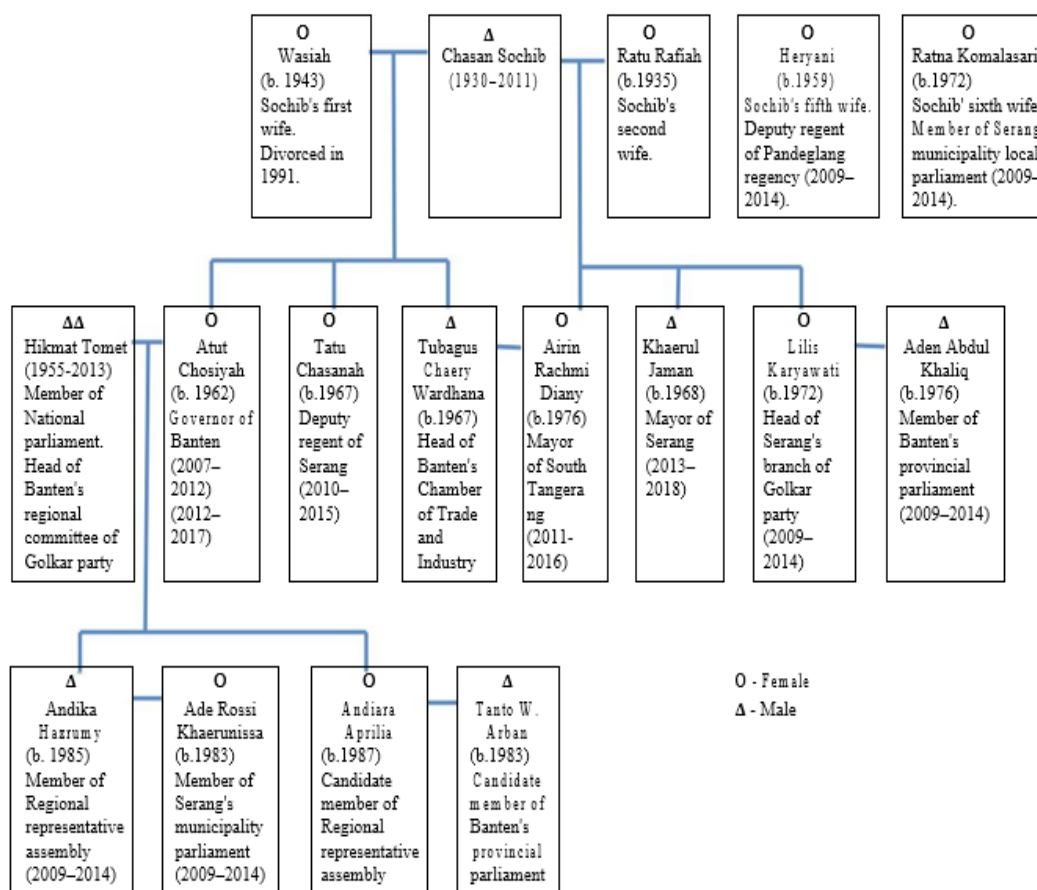 O
Wasiah
(b. 1943)
Sochib's first
wife.
Divorced in
1991.
Δ
Chasan Sochib
(1930–2011)
O
Ratu Rafiah
(b.1935)
Sochib's
second
wife.
O
Heryani
(b.1959)
Sochib's fifth wife.
Deputy regent
of Pandeglang
regency (2009–
2014).
O
Ratna Komalasari
(b.1972)
Sochib' sixth wife
Member of Serang
municipality local
parliament (2009–
2014).
ΔΔ
Hikmat Tomet
(1955-2013)
Member of
National
parliament.
Head of
Banten's
regional
committee of
Golkar party
O
Atut
Chosiyah
(b. 1962)
Governor of
Banten
(2007–
2012)
(2012–
2017)
O
Tatu
Chasanah
(b.1967)
Deputy
regent of
Serang
(2010–
2015)
Δ
Tubagus
Chaery
Wardhana
(b.1967)
Head of
Banten's
Chamber
of Trade
and
Industry
O
Airin
Rachmi
Diany
(b.1976)
Mayor
of South
Tangera
ng
(2011-
2016)
Δ
Khaerul
Jaman
(b.1968)
Mayor of
Serang
(2013–
2018)
O
Lilis
Karyawati
(b.1972)
Head of
Serang's
branch of
Golkar
party
(2009–
2014)
Δ
Aden Abdul
Khaliq
(b.1976)
Member of
Banten's
provincial
parliament
(2009–2014)
Δ
Andika
Hazrumy
(b. 1985)
Member of
Regional
representative
assembly
(2009–2014)
O
Ade Rossi
Khaerunissa
(b.1983)
Member of
Serang's
municipality
parliament
(2009–2014)
O
Andiara
Aprilia
(b.1987)
Candidate
member of
Regional
representative
assembly
Δ
Tanto W.
Arban
(b.1983)
Candidate
member of
Banten's
provincial
parliament
O - Female
Δ - Male